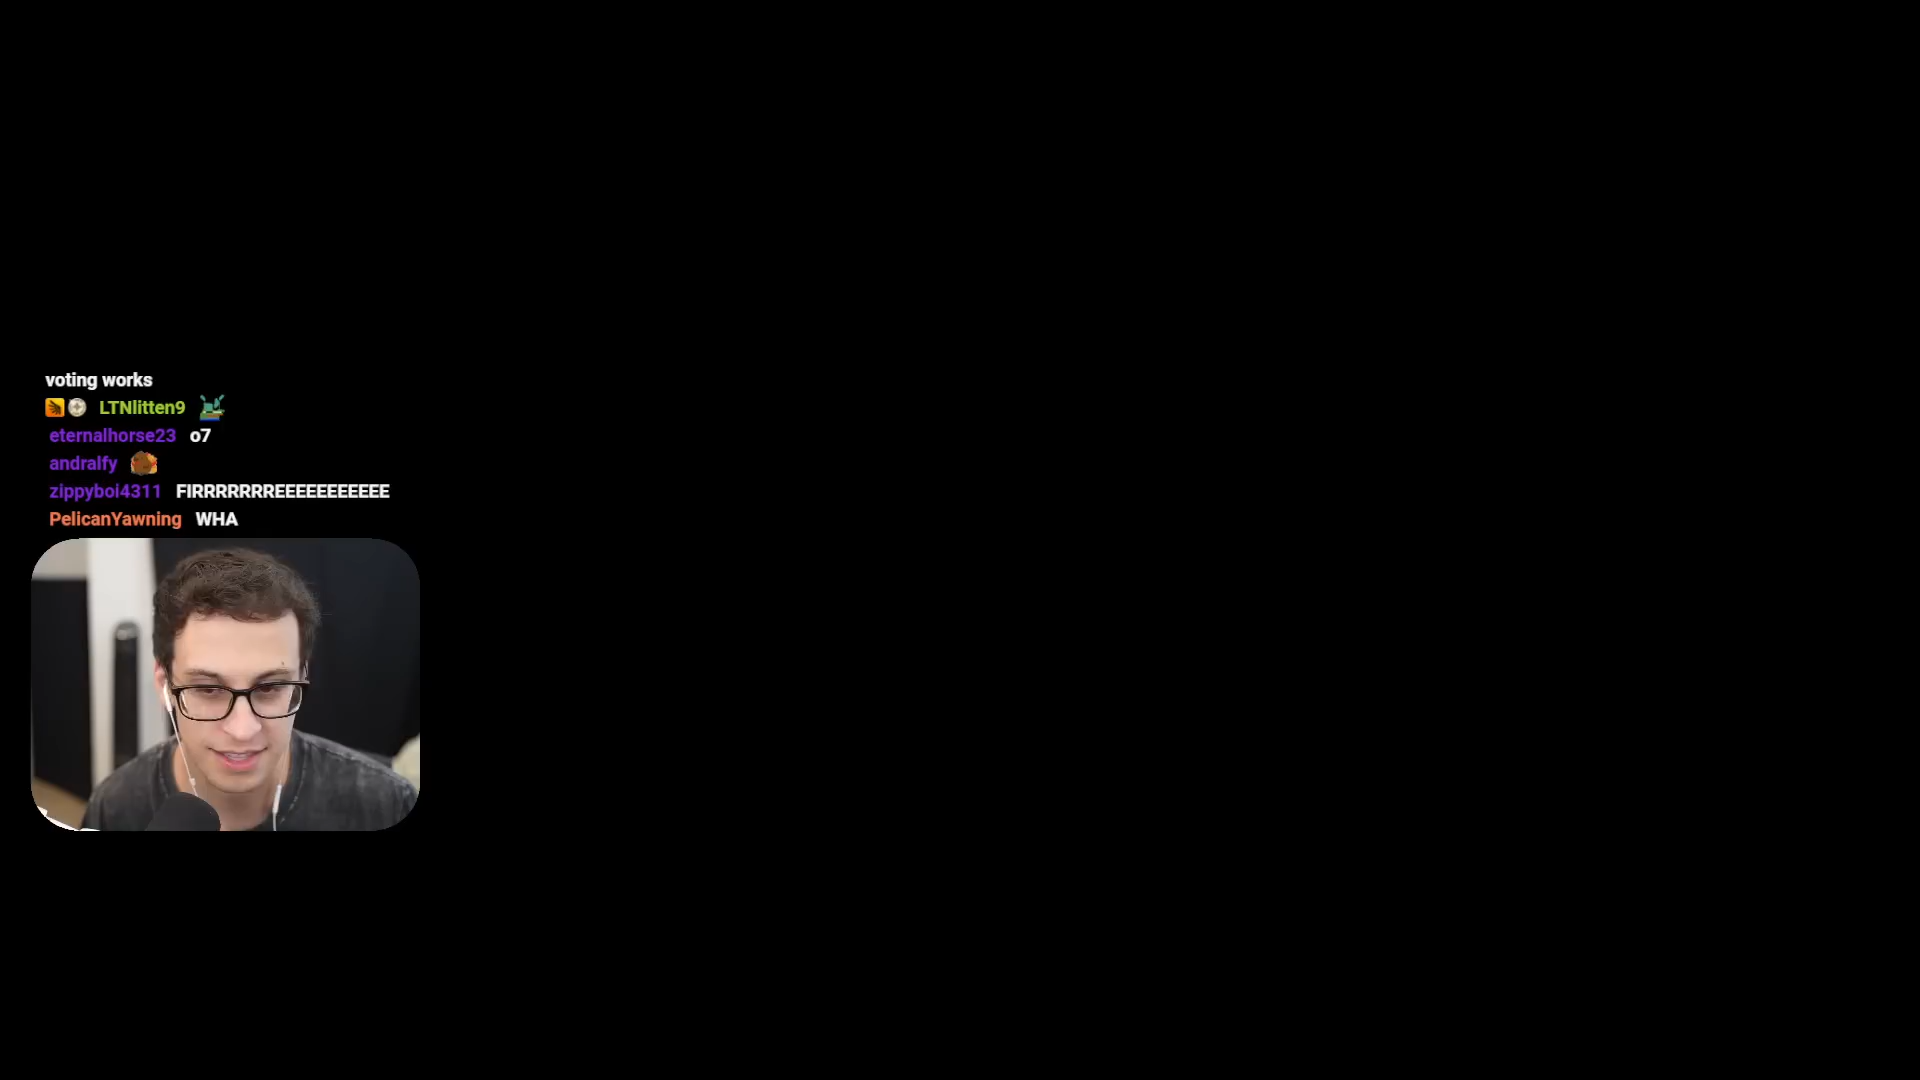 voting works
LTNlitten9
eternalhorse23 o7
andralfy
zippyboi4311 FIRRRRRRREEEEEEEEEEE
PelicanYawning WHA